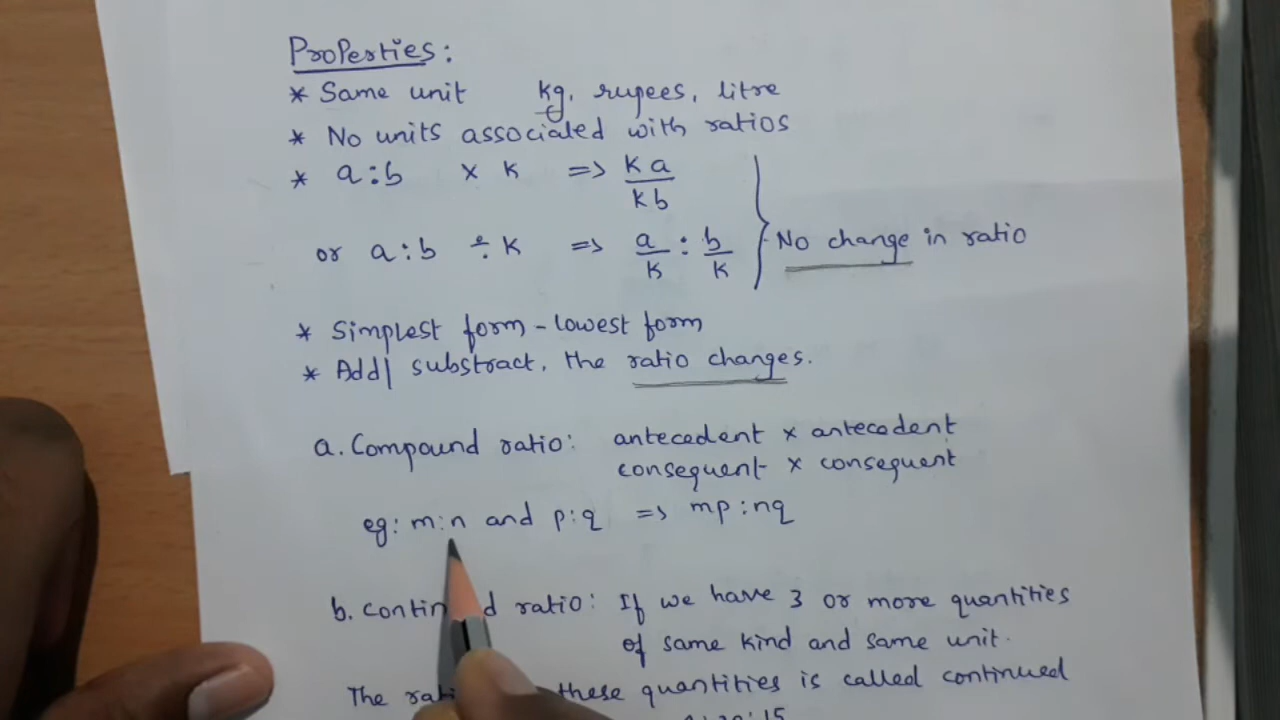 Properties:
* Same unit kg, rupees, litre
* No units associated with ratios
* a:b × k => ka/kb
or a:b ÷ k => a/k : b/k
No change in ratio
* Simplest form - lowest form
* Add/ substract, the ratio changes.
a. Compound ratio: antecedent × antecedent
consequent × consequent
eg: m:n and p:q => mp:nq
b. ratio: If we have 3 or more quantities
of same kind and same unit.
The these quantities is called continued
:15